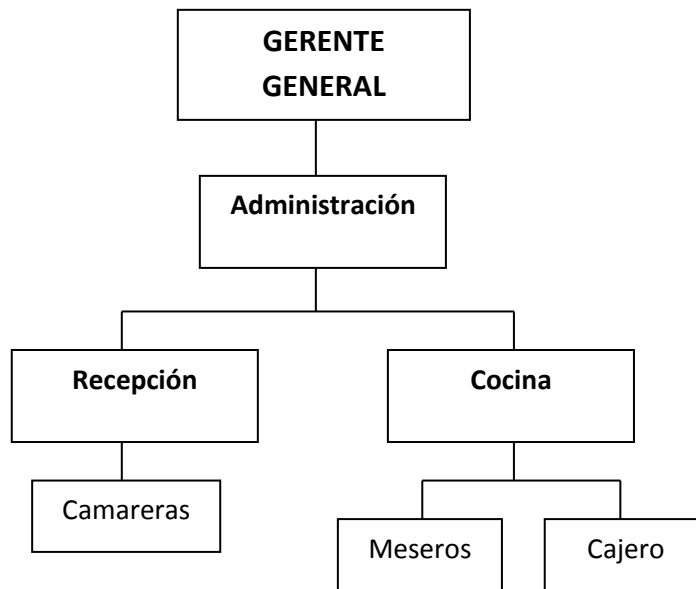 GERENTE
GENERAL
Administración
Recepción
Cocina
Camareras
Meseros
Cajero